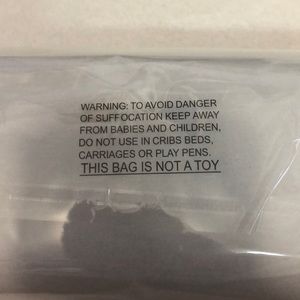 WARNING: TO AVOID DANGER
OF SUFFOCATION KEEP AWAY
FROM BABIES AND CHILDREN,
DO NOT USE IN CRIBS BEDS,
CARRIAGES OR PLAY PENS.
THIS BAG IS NOT A TOY